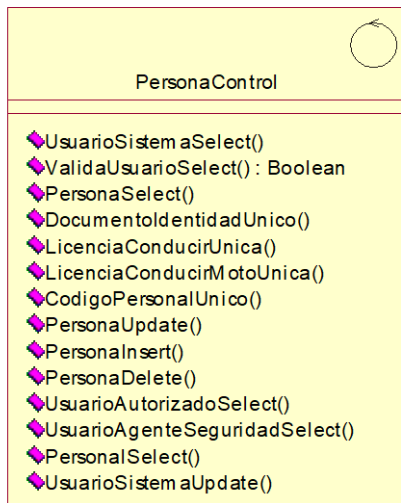 PersonaControl
UsuarioSistemaSelect()
ValidaUsuarioSelect() : Boolean
PersonaSelect()
DocumentoIdentidadUnico()
LicenciaConducirUnica()
LicenciaConducirMotoUnica()
CodigoPersonalUnico()
PersonaUpdate()
PersonaInsert()
PersonaDelete()
UsuarioAutorizadoSelect()
UsuarioAgenteSeguridadSelect()
PersonalSelect()
UsuarioSistemaUpdate()